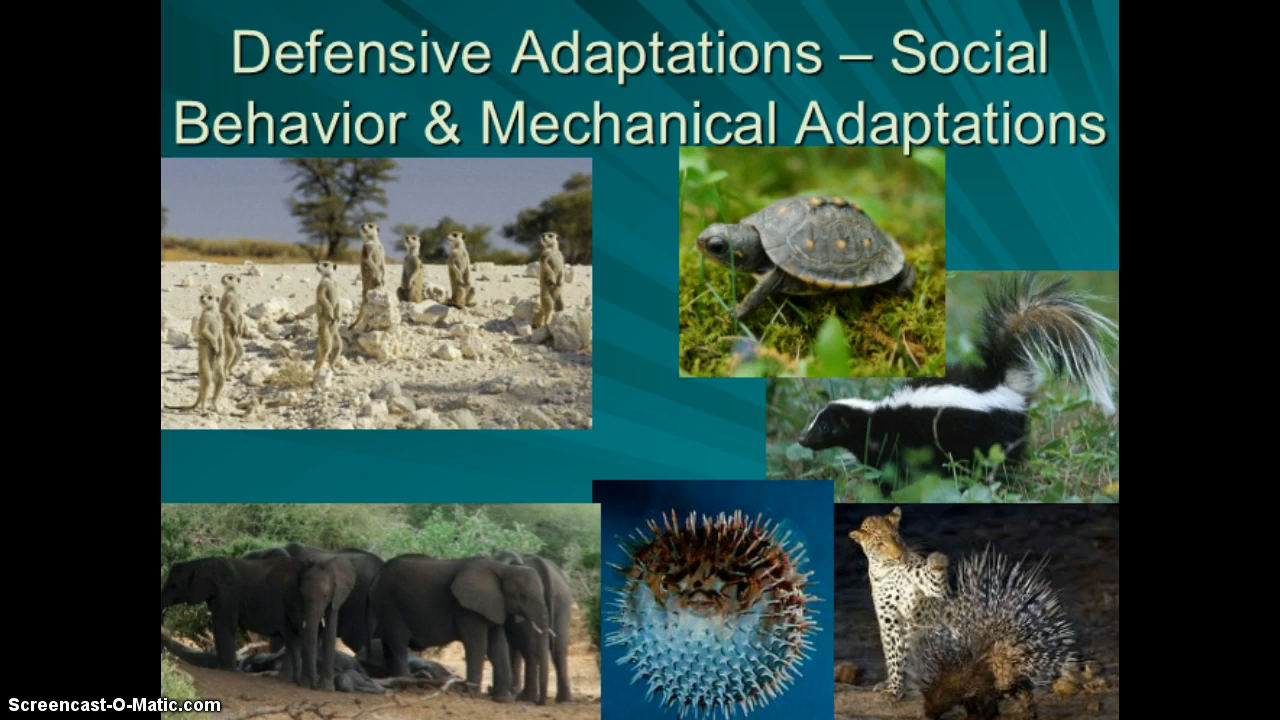 Defensive Adaptations – Social
Behavior & Mechanical Adaptations
Screencast-O-Matic.com